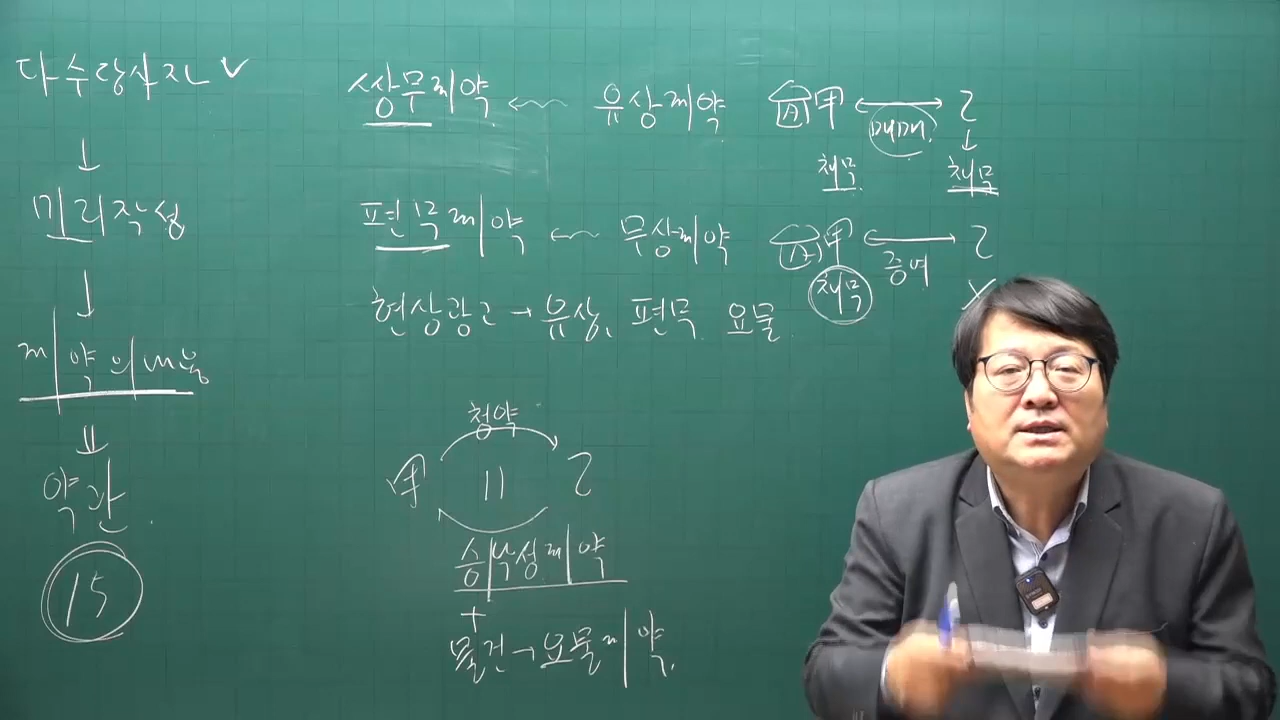 다수당사자 ∨
↓
미리작성
↓
계약의내용
⇓
약관.
15
쌍무계약 ← 유상계약 甲 ↔ 乙
매매
채무 채무
편무계약 ← 무상계약 甲 ↔ 乙
증여
채무 ×
현상광고 → 유상, 편무, 요물.
청약
甲 || 乙
승낙성계약
+
물건 → 요물계약.